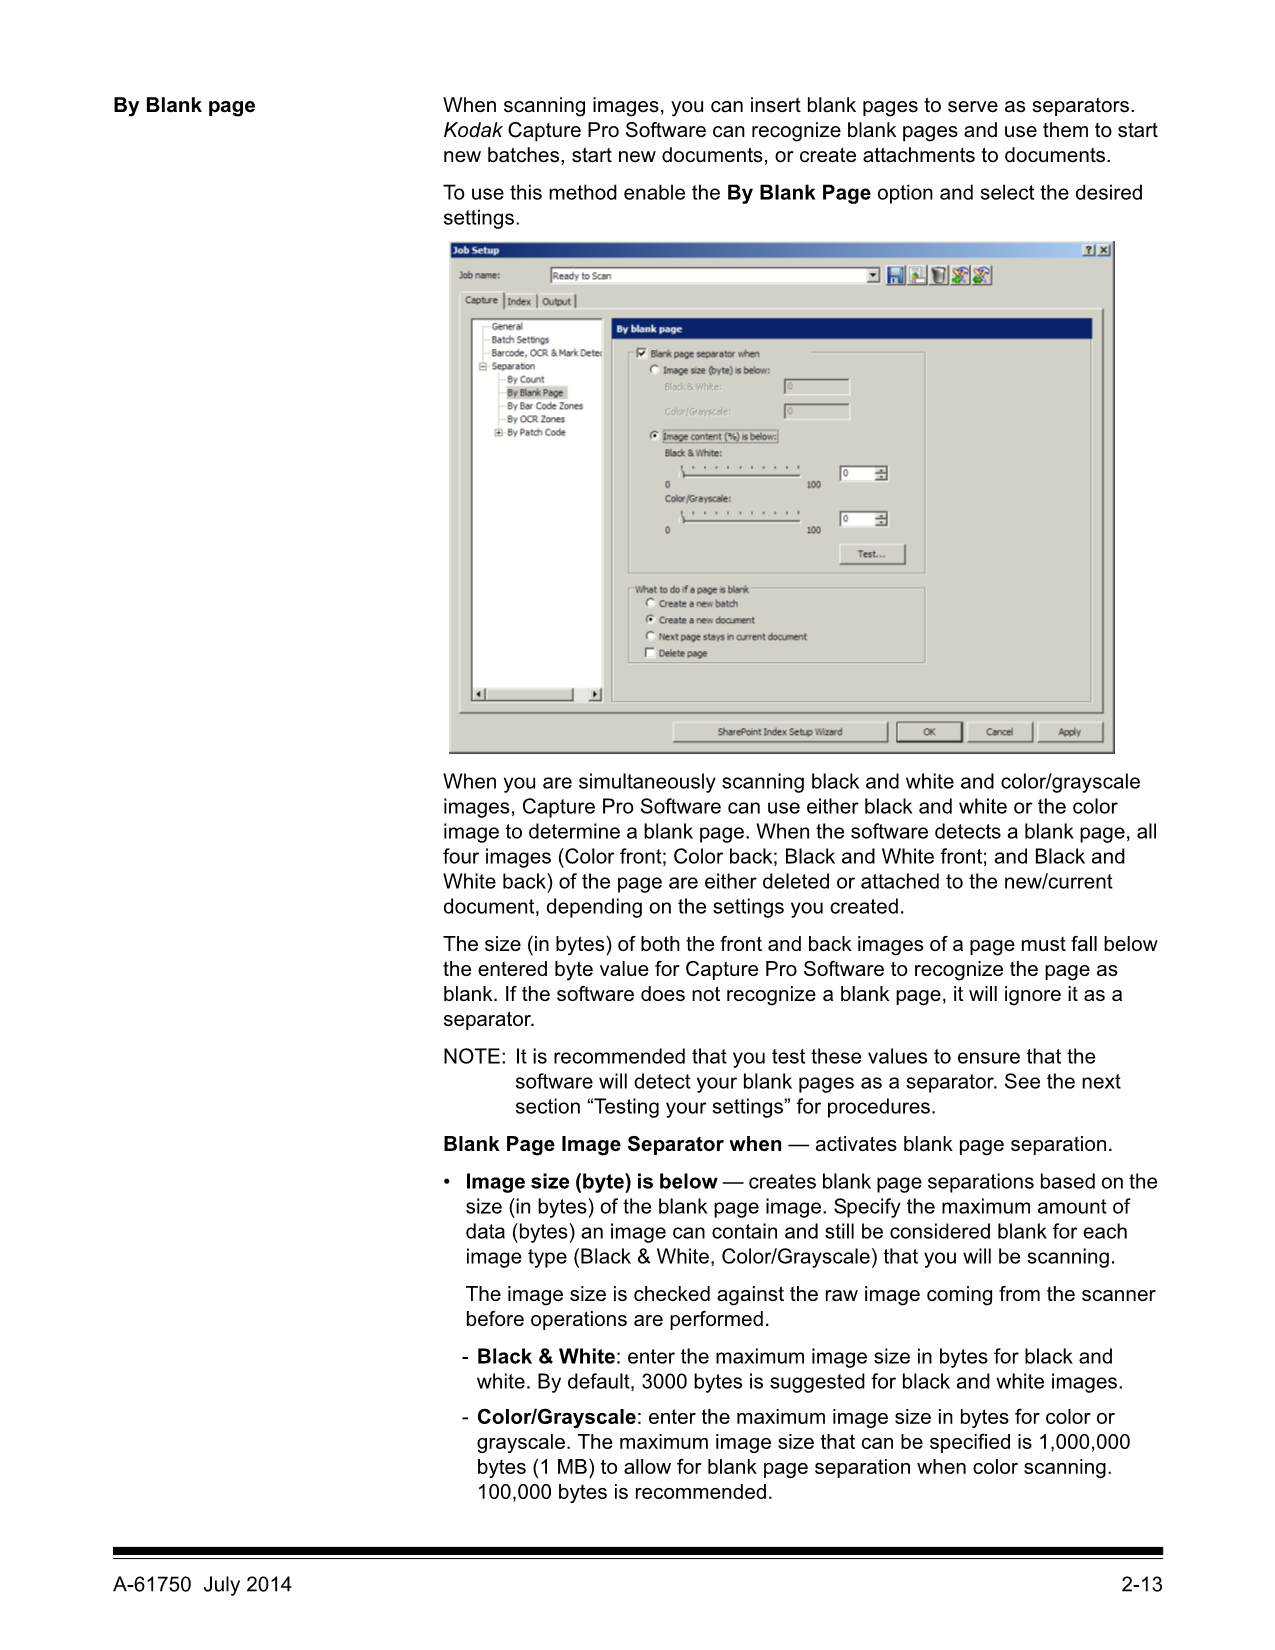 By Blank page
When scanning images, you can insert blank pages to serve as separators.
Kodak Capture Pro Software can recognize blank pages and use them to start
new batches, start new documents, or create attachments to documents.
To use this method enable the By Blank Page option and select the desired
settings.
Job Setup
Job name:
Ready to Scan
Capture
Index
Output
General
Batch Settings
Barcode, OCR & Mark Detec
Separation
By Count
By Blank Page
By Bar Code Zones
By OCR Zones
By Patch Code
By blank page
Blank page separator when
Image size (byte) is below:
Black & White:
0
Color/Grayscale:
0
Image content (%) is below:
Black & White:
0
100
0
Color/Grayscale:
0
100
0
Test...
What to do if a page is blank
Create a new batch
Create a new document
Next page stays in current document
Delete page
SharePoint Index Setup Wizard
OK
Cancel
Apply
When you are simultaneously scanning black and white and color/grayscale
images, Capture Pro Software can use either black and white or the color
image to determine a blank page. When the software detects a blank page, all
four images (Color front; Color back; Black and White front; and Black and
White back) of the page are either deleted or attached to the new/current
document, depending on the settings you created.
The size (in bytes) of both the front and back images of a page must fall below
the entered byte value for Capture Pro Software to recognize the page as
blank. If the software does not recognize a blank page, it will ignore it as a
separator.
NOTE: It is recommended that you test these values to ensure that the
software will detect your blank pages as a separator. See the next
section “Testing your settings” for procedures.
Blank Page Image Separator when — activates blank page separation.
• Image size (byte) is below — creates blank page separations based on the
size (in bytes) of the blank page image. Specify the maximum amount of
data (bytes) an image can contain and still be considered blank for each
image type (Black & White, Color/Grayscale) that you will be scanning.
The image size is checked against the raw image coming from the scanner
before operations are performed.
- Black & White: enter the maximum image size in bytes for black and
white. By default, 3000 bytes is suggested for black and white images.
- Color/Grayscale: enter the maximum image size in bytes for color or
grayscale. The maximum image size that can be specified is 1,000,000
bytes (1 MB) to allow for blank page separation when color scanning.
100,000 bytes is recommended.
A-61750 July 2014
2-13